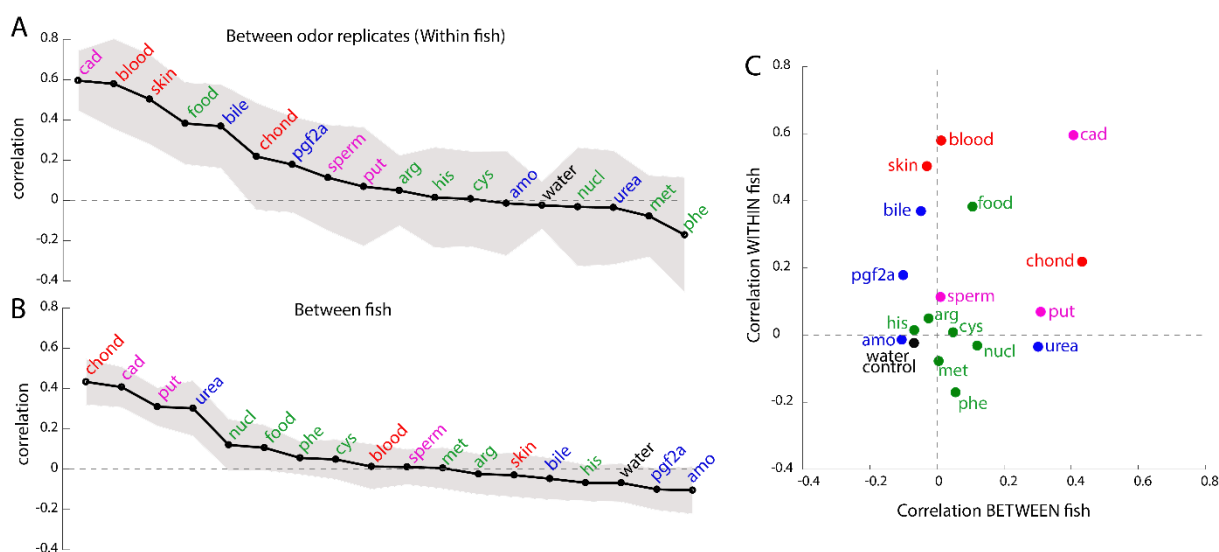 A
Between odor replicates (Within fish)
correlation
0.8
0.6
0.4
0.2
0
-0.2
-0.4
cad
blood
skin
food
bile
chond
pgf2a
sperm
put
arg
his
cys
amo
water
nucl
urea
met
phe
B
Between fish
correlation
0.8
0.6
0.4
0.2
0
-0.2
-0.4
chond
cad
put
urea
nucl
food
phe
cys
blood
sperm
met
arg
skin
bile
his
water
pgf2a
amo
C
Correlation WITHIN fish
0.8
0.6
0.4
0.2
0
-0.2
-0.4
blood
cad
skin
bile
food
chond
pgf2a
sperm
put
his
arg
cys
amo
nucl
urea
water
control
met
phe
-0.4
-0.2
0
0.2
0.4
0.6
0.8
Correlation BETWEEN fish